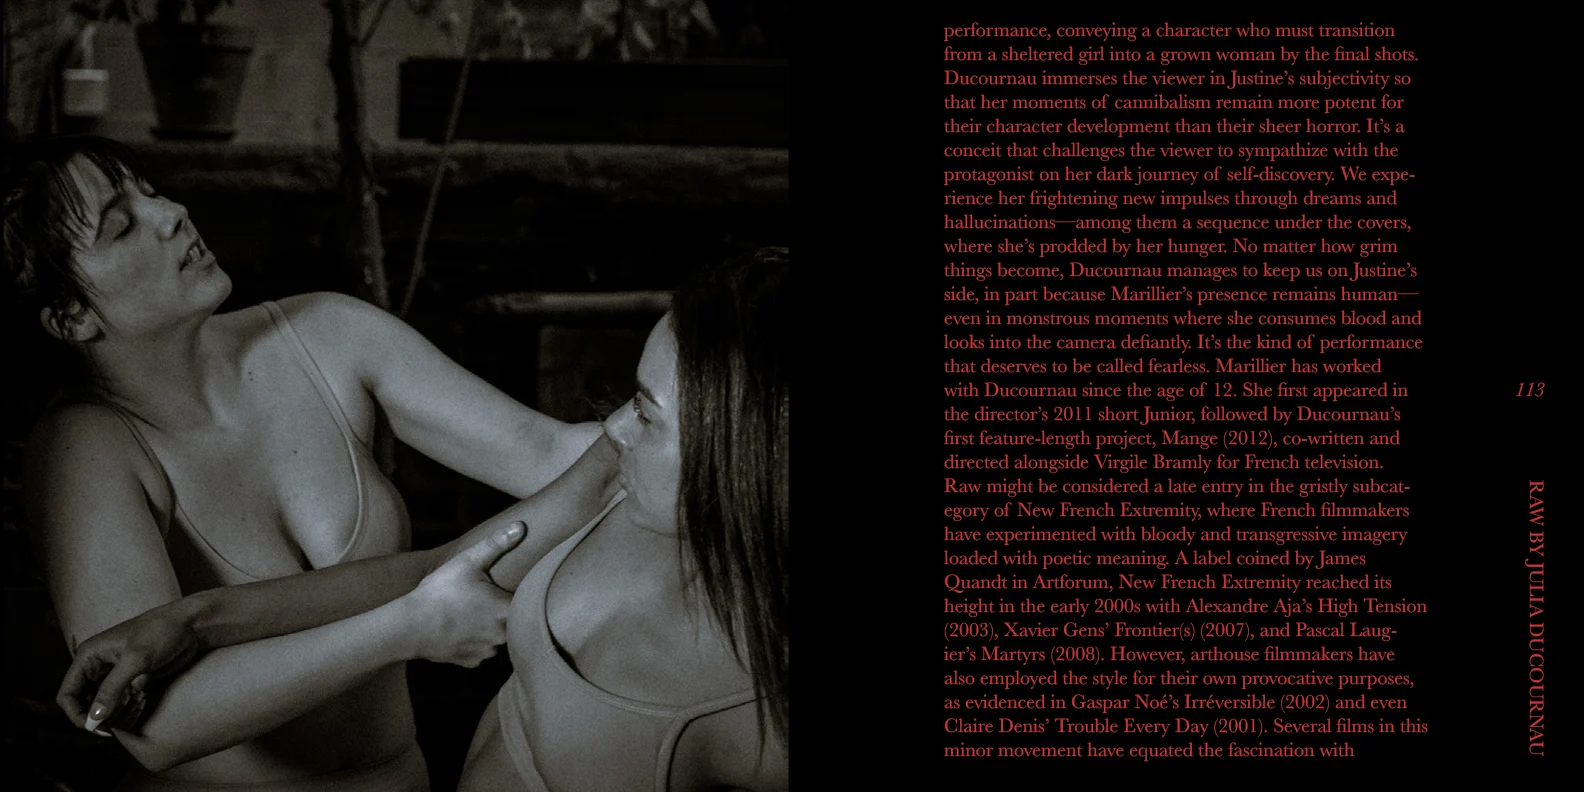 performance, conveying a character who must transition
from a sheltered girl into a grown woman by the final shots.
Ducournau immerses the viewer in Justine’s subjectivity so
that her moments of cannibalism remain more potent for
their character development than their sheer horror. It’s a
conceit that challenges the viewer to sympathize with the
protagonist on her dark journey of self-discovery. We expe-
rience her frightening new impulses through dreams and
hallucinations—among them a sequence under the covers,
where she’s prodded by her hunger. No matter how grim
things become, Ducournau manages to keep us on Justine’s
side, in part because Marillier’s presence remains human—
even in monstrous moments where she consumes blood and
looks into the camera defiantly. It’s the kind of performance
that deserves to be called fearless. Marillier has worked
with Ducournau since the age of 12. She first appeared in
the director’s 2011 short Junior, followed by Ducournau’s
first feature-length project, Mange (2012), co-written and
directed alongside Virgile Bramly for French television.
Raw might be considered a late entry in the gristly subcat-
egory of New French Extremity, where French filmmakers
have experimented with bloody and transgressive imagery
loaded with poetic meaning. A label coined by James
Quandt in Artforum, New French Extremity reached its
height in the early 2000s with Alexandre Aja’s High Tension
(2003), Xavier Gens’ Frontier(s) (2007), and Pascal Laug-
ier’s Martyrs (2008). However, arthouse filmmakers have
also employed the style for their own provocative purposes,
as evidenced in Gaspar Noé’s Irréversible (2002) and even
Claire Denis’ Trouble Every Day (2001). Several films in this
minor movement have equated the fascination with
113
RAW BY JULIA DUCOURNAU